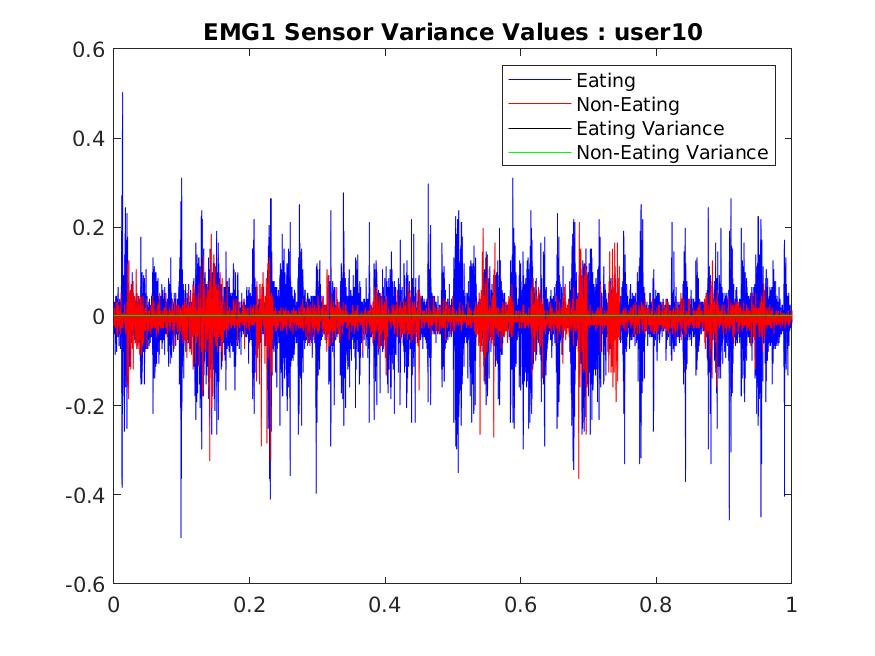 EMG1 Sensor Variance Values : user10
0.6
Eating
Non-Eating
Eating Variance
Non-Eating Variance
0.4
0.2
0
-0.2
-0.4
-0.6
0 0.2 0.4 0.6 0.8 1